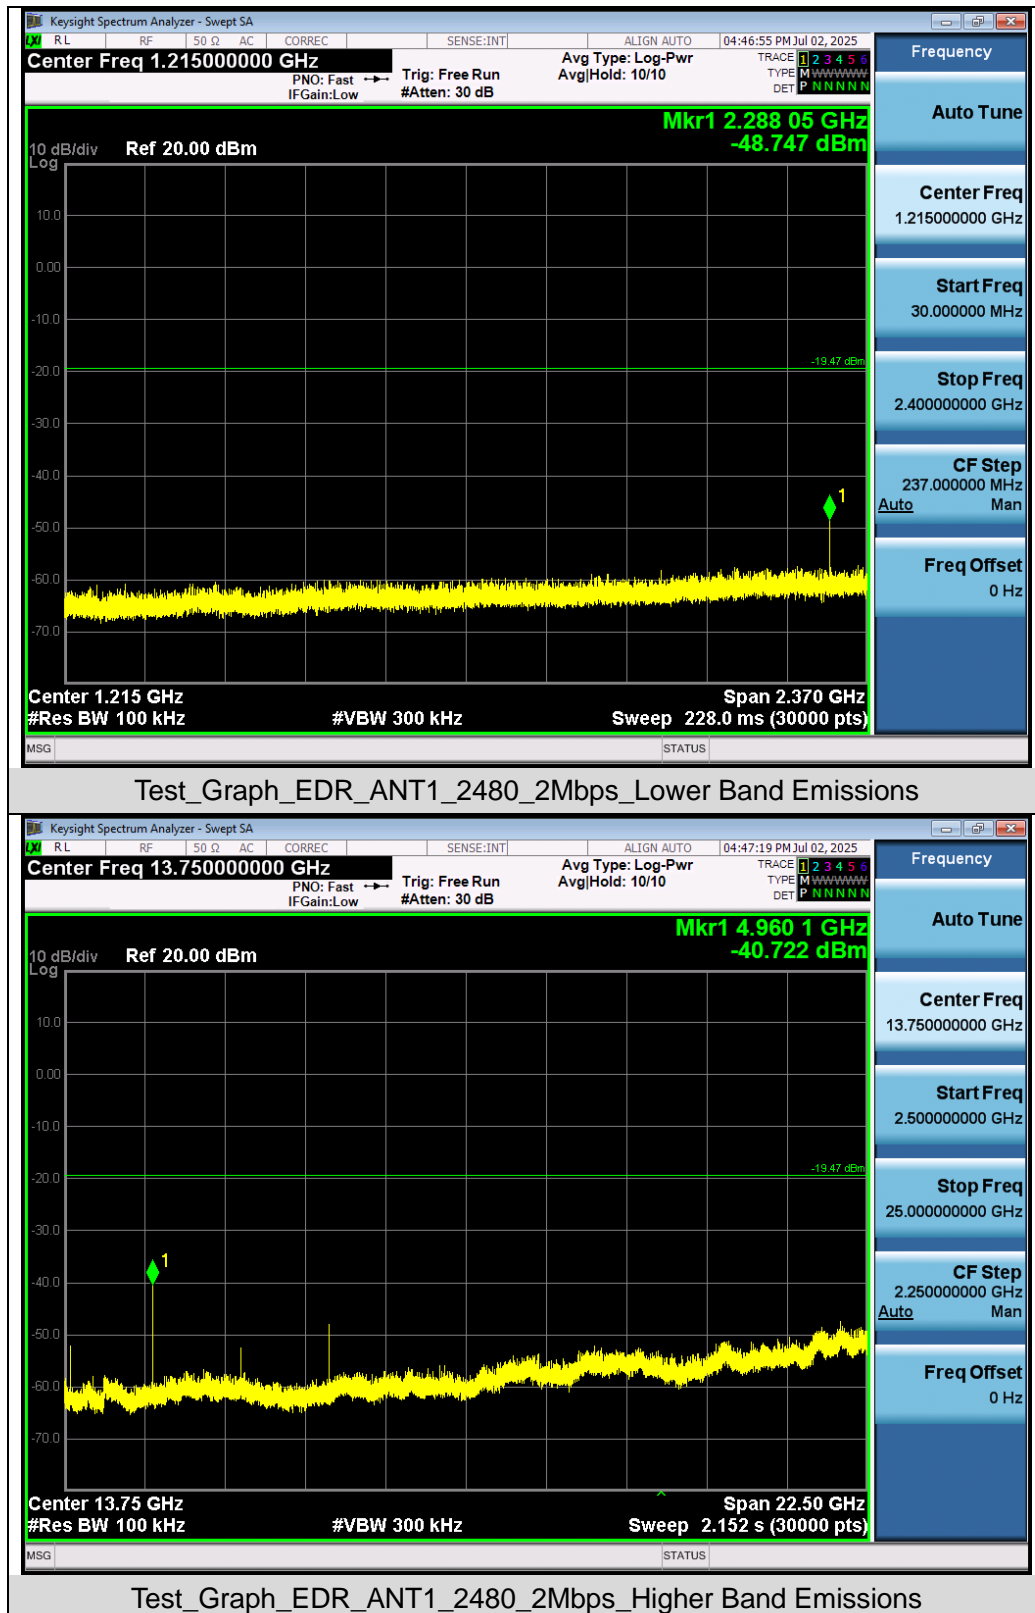 Keysight Spectrum Analyzer - Swept SA
LXI RL RF 50 Ω AC CORREC SENSE:INT ALIGN AUTO 04:46:55 PM Jul 02, 2025
Center Freq 1.215000000 GHz
PNO: Fast Trig: Free Run Avg Type: Log-Pwr TRACE 1 2 3 4 5 6
IFGain:Low #Atten: 30 dB Avg|Hold: 10/10 TYPE M WWWWW
DET P N N N N N
Mkr1 2.288 05 GHz
-48.747 dBm
10 dB/div Ref 20.00 dBm
Log
10.0
0.00
-10.0
-19.47 dBm
-20.0
-30.0
-40.0
1
-50.0
-60.0
-70.0
Center 1.215 GHz Span 2.370 GHz
#Res BW 100 kHz #VBW 300 kHz Sweep 228.0 ms (30000 pts)
MSG STATUS
Frequency
Auto Tune
Center Freq
1.215000000 GHz
Start Freq
30.000000 MHz
Stop Freq
2.400000000 GHz
CF Step
237.000000 MHz
Auto Man
Freq Offset
0 Hz
Test_Graph_EDR_ANT1_2480_2Mbps_Lower Band Emissions
Keysight Spectrum Analyzer - Swept SA
LXI RL RF 50 Ω AC CORREC SENSE:INT ALIGN AUTO 04:47:19 PM Jul 02, 2025
Center Freq 13.750000000 GHz
PNO: Fast Trig: Free Run Avg Type: Log-Pwr TRACE 1 2 3 4 5 6
IFGain:Low #Atten: 30 dB Avg|Hold: 10/10 TYPE M WWWWW
DET P N N N N N
Mkr1 4.960 1 GHz
-40.722 dBm
10 dB/div Ref 20.00 dBm
Log
10.0
0.00
-10.0
-19.47 dBm
-20.0
-30.0
1
-40.0
-50.0
-60.0
-70.0
Center 13.75 GHz Span 22.50 GHz
#Res BW 100 kHz #VBW 300 kHz Sweep 2.152 s (30000 pts)
MSG STATUS
Frequency
Auto Tune
Center Freq
13.750000000 GHz
Start Freq
2.500000000 GHz
Stop Freq
25.000000000 GHz
CF Step
2.250000000 GHz
Auto Man
Freq Offset
0 Hz
Test_Graph_EDR_ANT1_2480_2Mbps_Higher Band Emissions